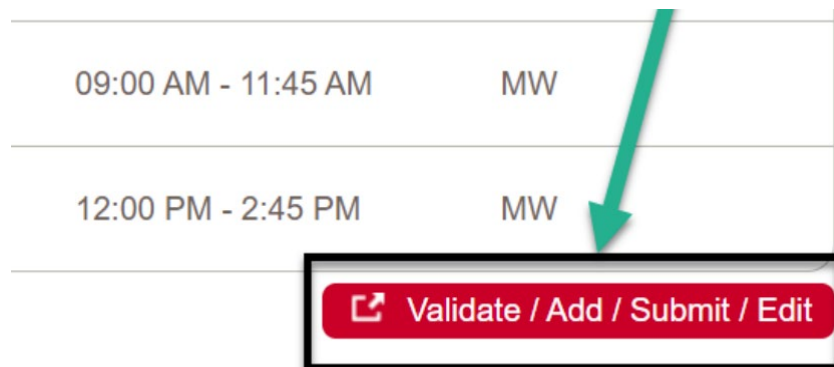 09:00 AM - 11:45 AM MW
12:00 PM - 2:45 PM MW
Validate / Add / Submit / Edit